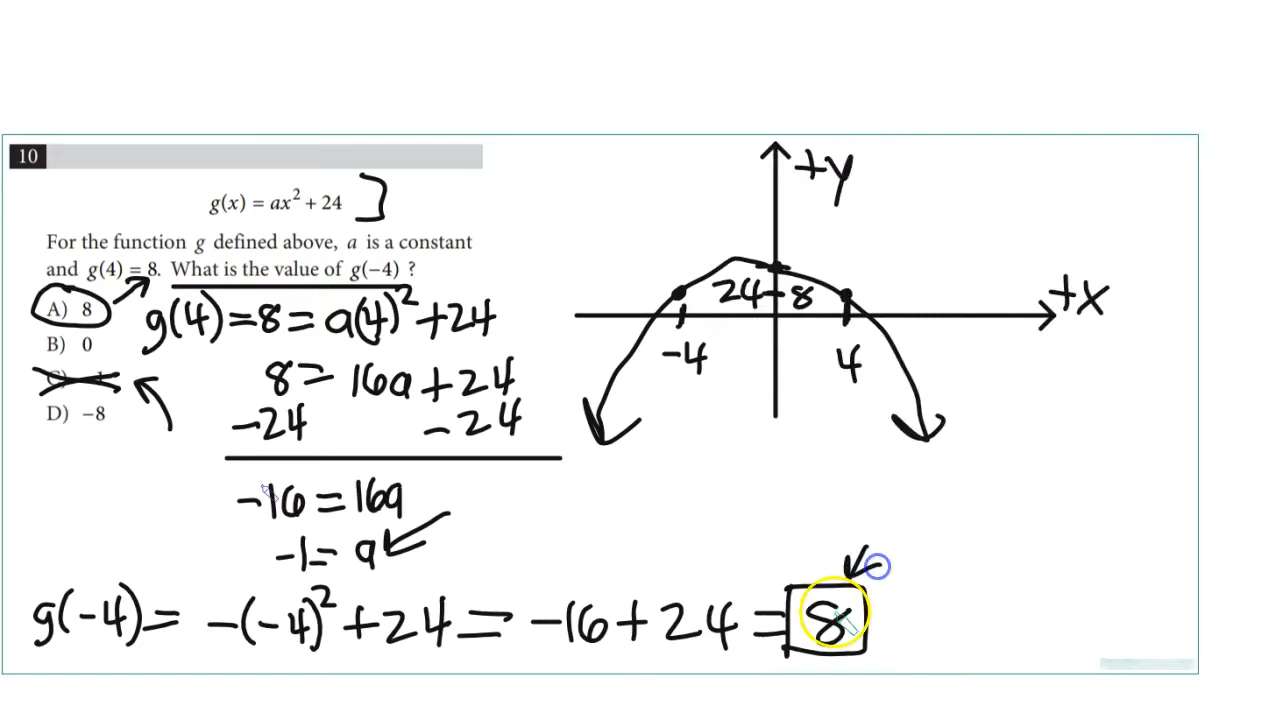 10
g(x) = ax² + 24
For the function g defined above, a is a constant
and g(4) = 8. What is the value of g(−4) ?
A) 8
B) 0
D) −8
g(4)=8=a(4)²+24
8=16a+24
-24 -24
-16=16a
-1=a
g(-4)= -(-4)²+24= -16+24=8
+y
24
8
+x
-4
4